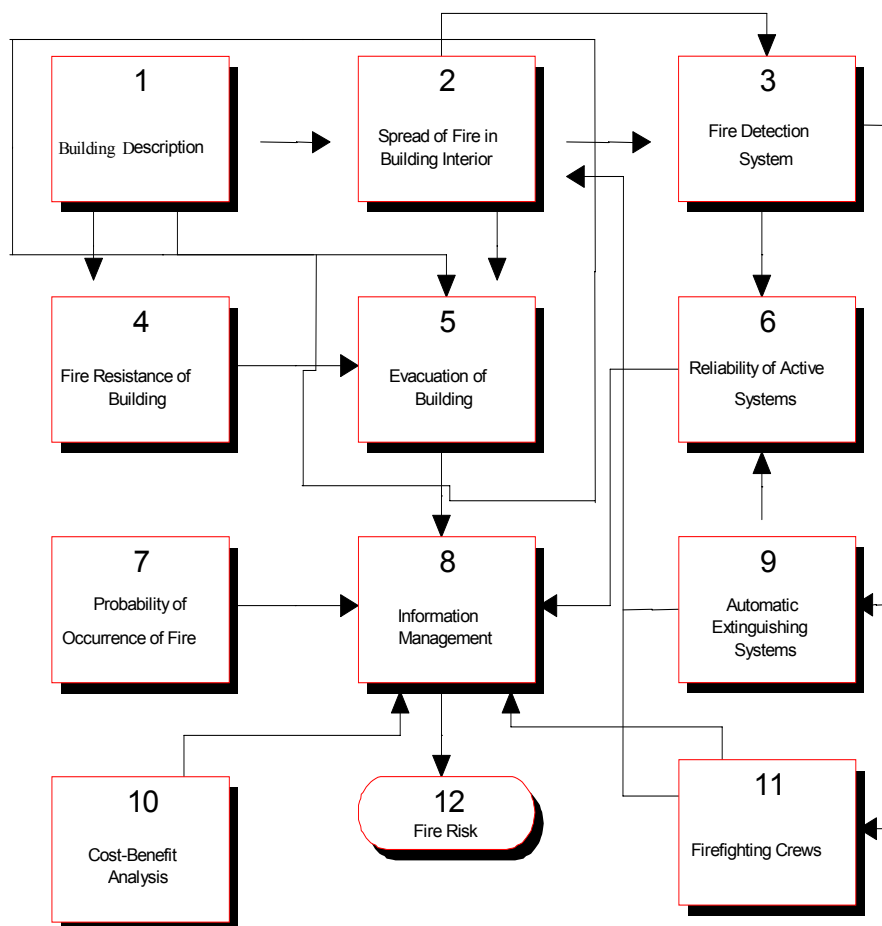 1
Building Description
2
Spread of Fire in
Building Interior
3
Fire Detection
System
4
Fire Resistance of
Building
5
Evacuation of
Building
6
Reliability of Active
Systems
7
Probability of
Occurrence of Fire
8
Information
Management
9
Automatic
Extinguishing
Systems
10
Cost-Benefit
Analysis
12
Fire Risk
11
Firefighting Crews